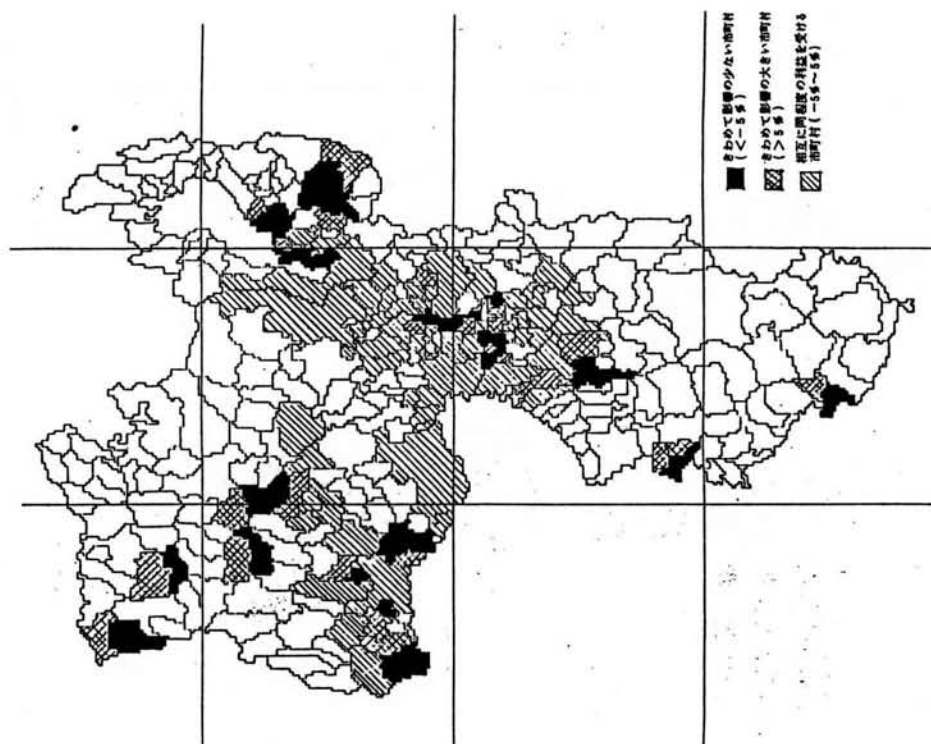 きわめて影響の少ない市町村
(<-5%)
きわめて影響の大きい市町村
(>5%)
相互に同程度の利益を受ける
市町村(-5%~5%)